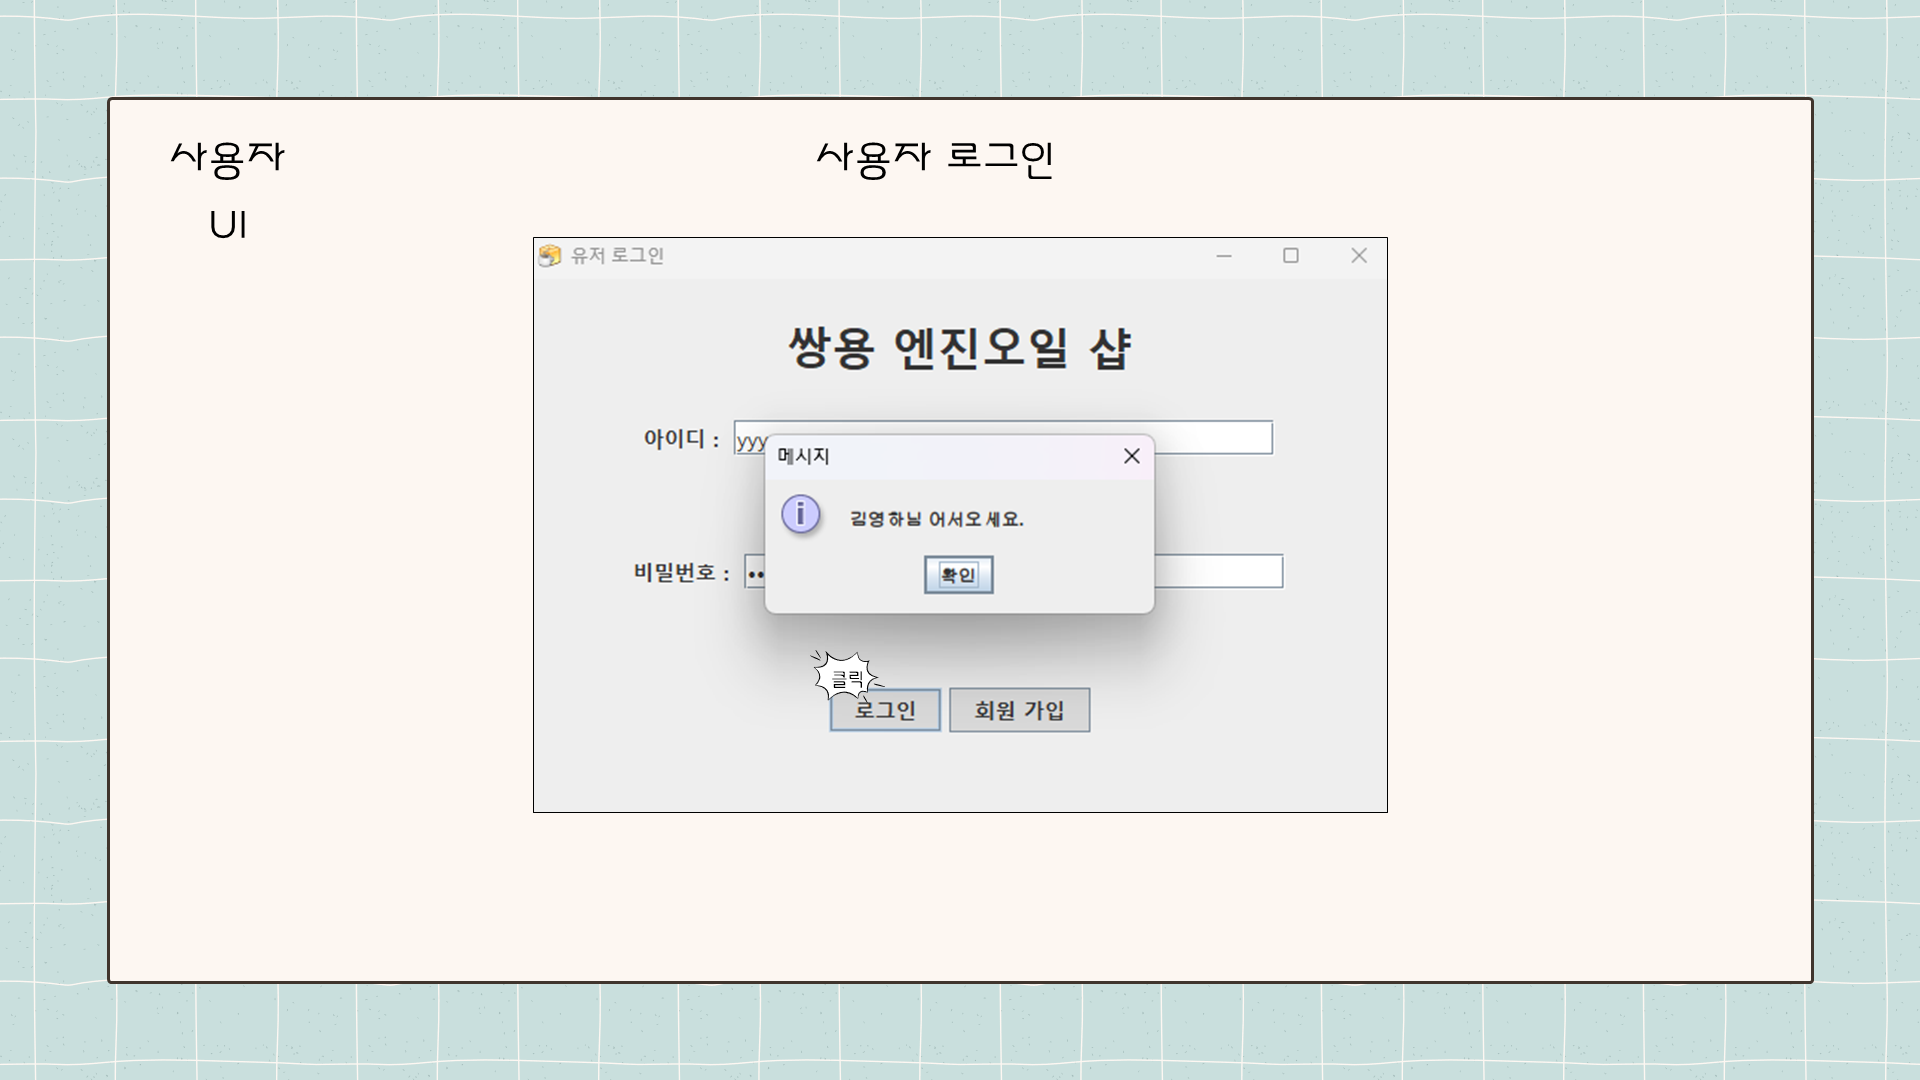 사용자
UI
사용자 로그인
유저 로그인
쌍용 엔진오일 샵
아이디 : yyy
메시지
김영하님 어서오세요.
확인
비밀번호 : ••
클릭
로그인 회원 가입